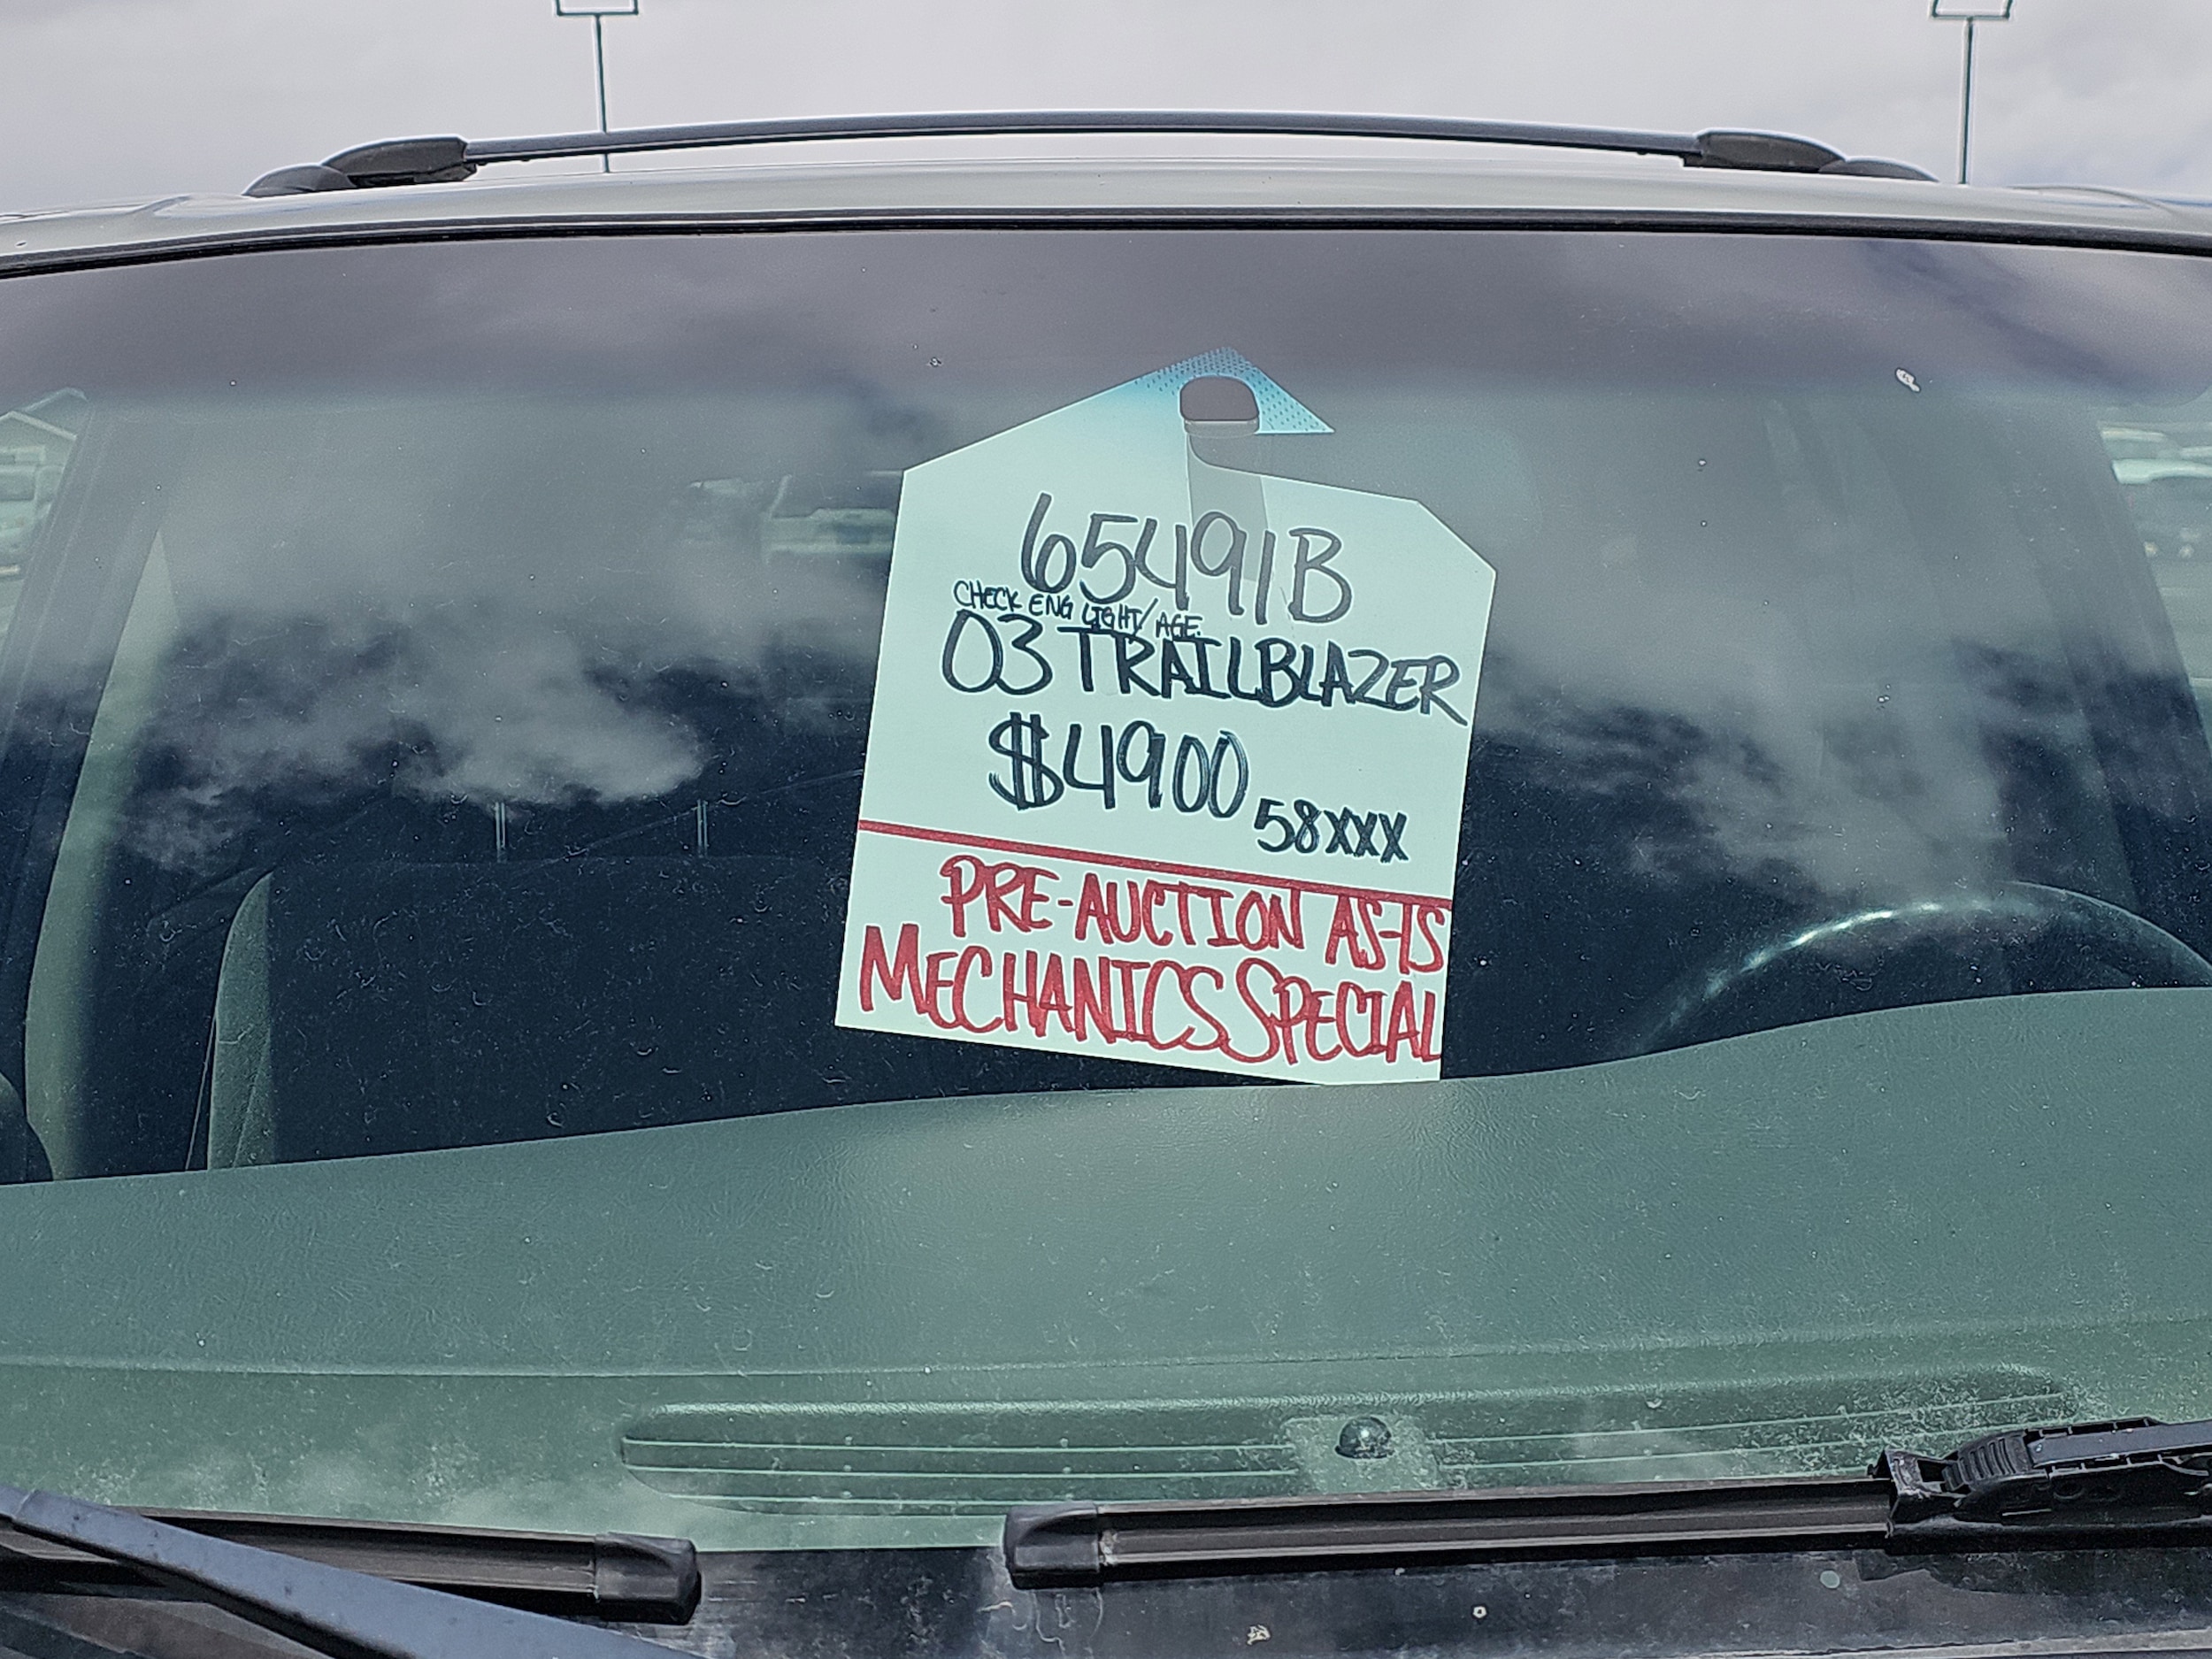 65491B
CHECK ENG LIGHT/AGE
03 TRAILBLAZER
$4900 58XXX
PRE-AUCTION AS-IS
MECHANICS SPECIAL